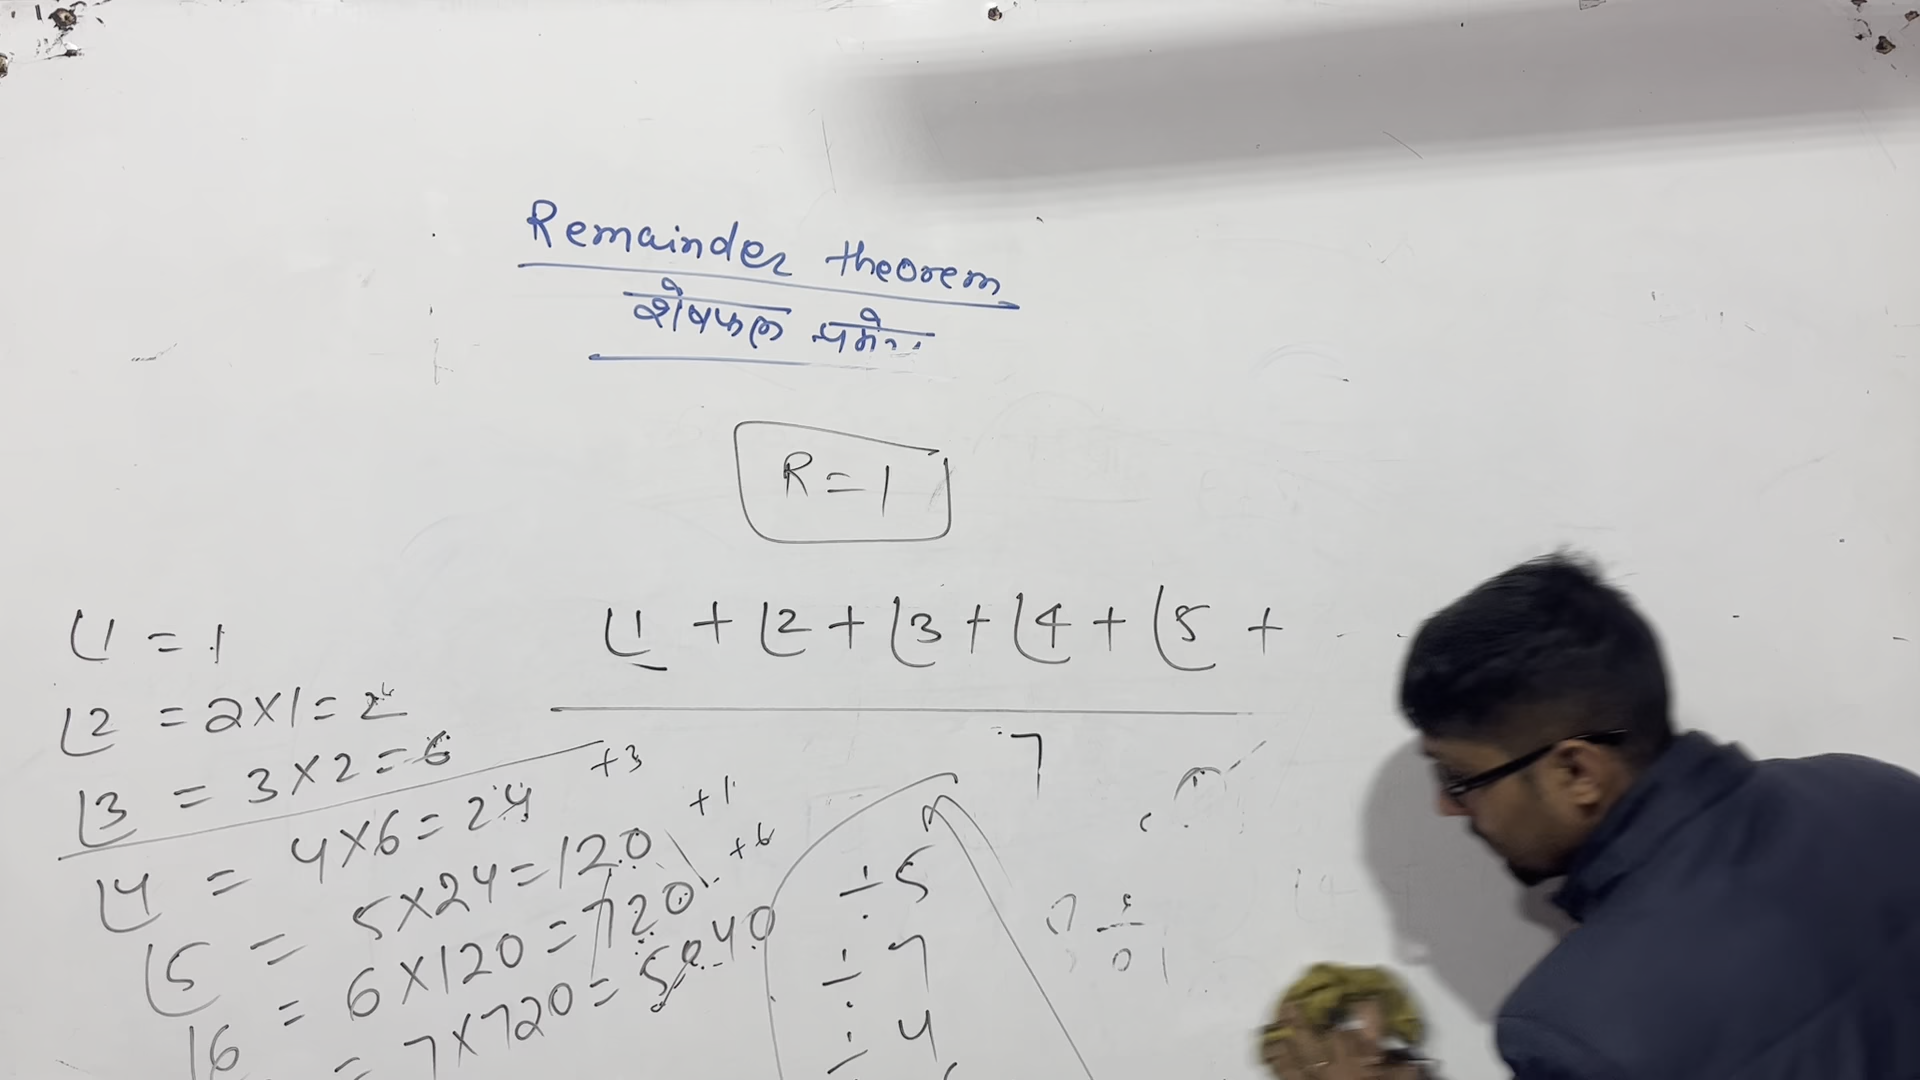 Remainder theorem
शेषफल प्रमेय
R = 1
⌊1 + ⌊2 + ⌊3 + ⌊4 + ⌊5 +
7
⌊1 = 1
⌊2 = 2×1 = 2
⌊3 = 3×2 = 6
⌊4 = 4×6 = 24 +3
⌊5 = 5×24 = 120 +1
⌊6 = 6×120 = 720 +6
= 7×720 = 5040
÷5
÷7
÷4